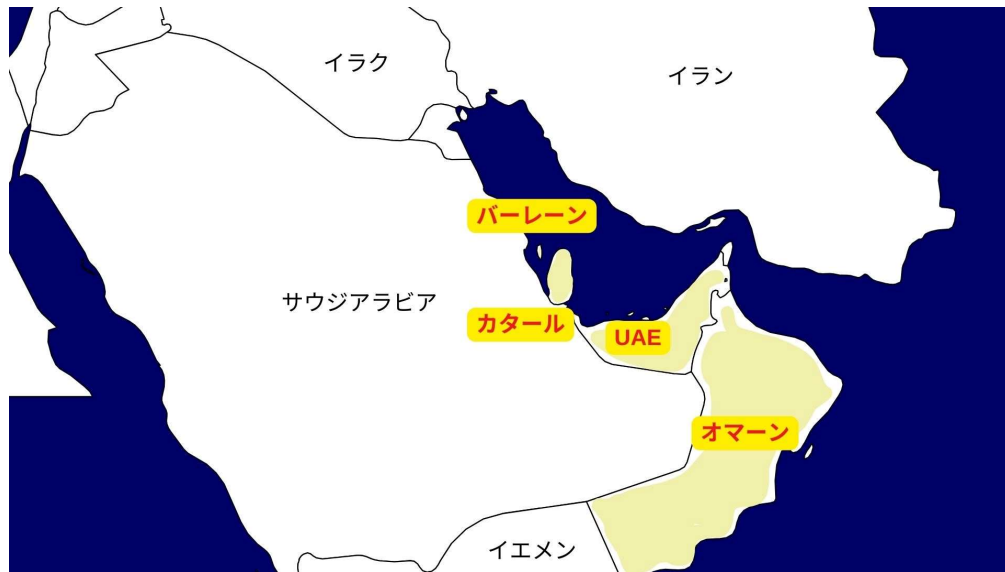 イラク
イラン
バーレーン
サウジアラビア
カタール
UAE
オマーン
イエメン